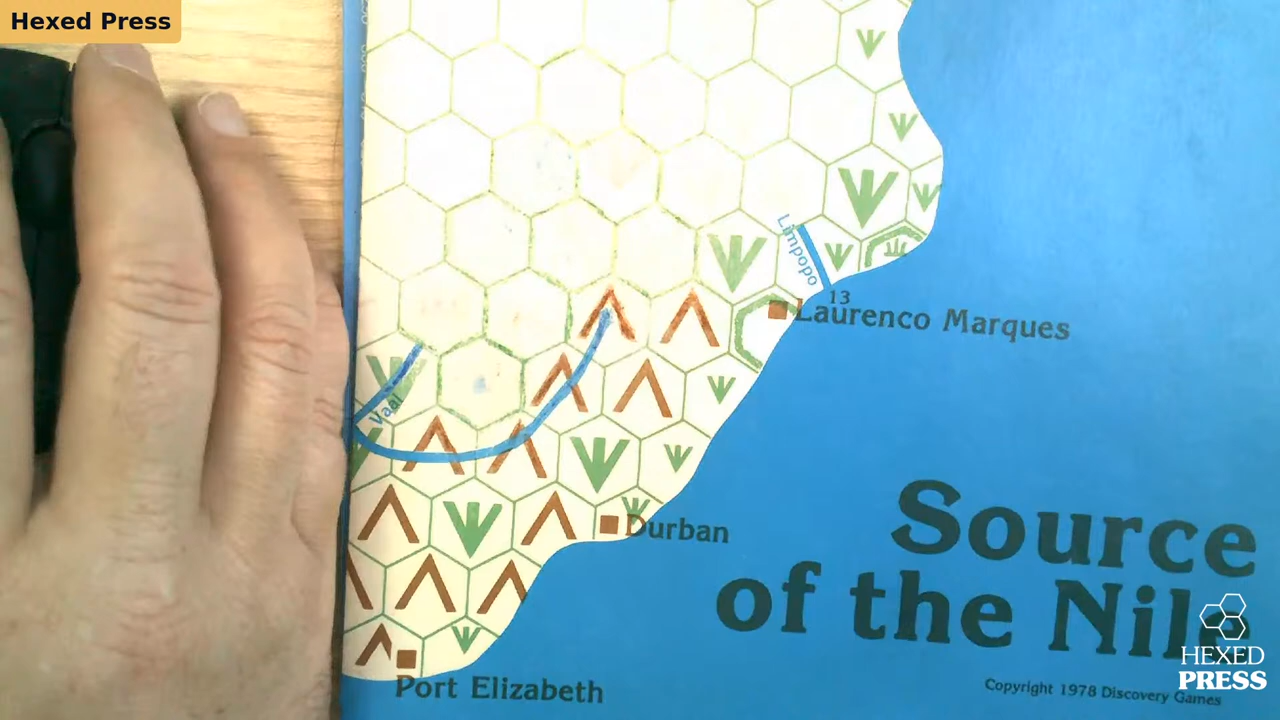 Hexed Press
Limpopo
13
Laurenco Marques
Vaal
Durban
Source
of the Nile
Port Elizabeth
Copyright 1978 Discovery Games
HEXED
PRESS